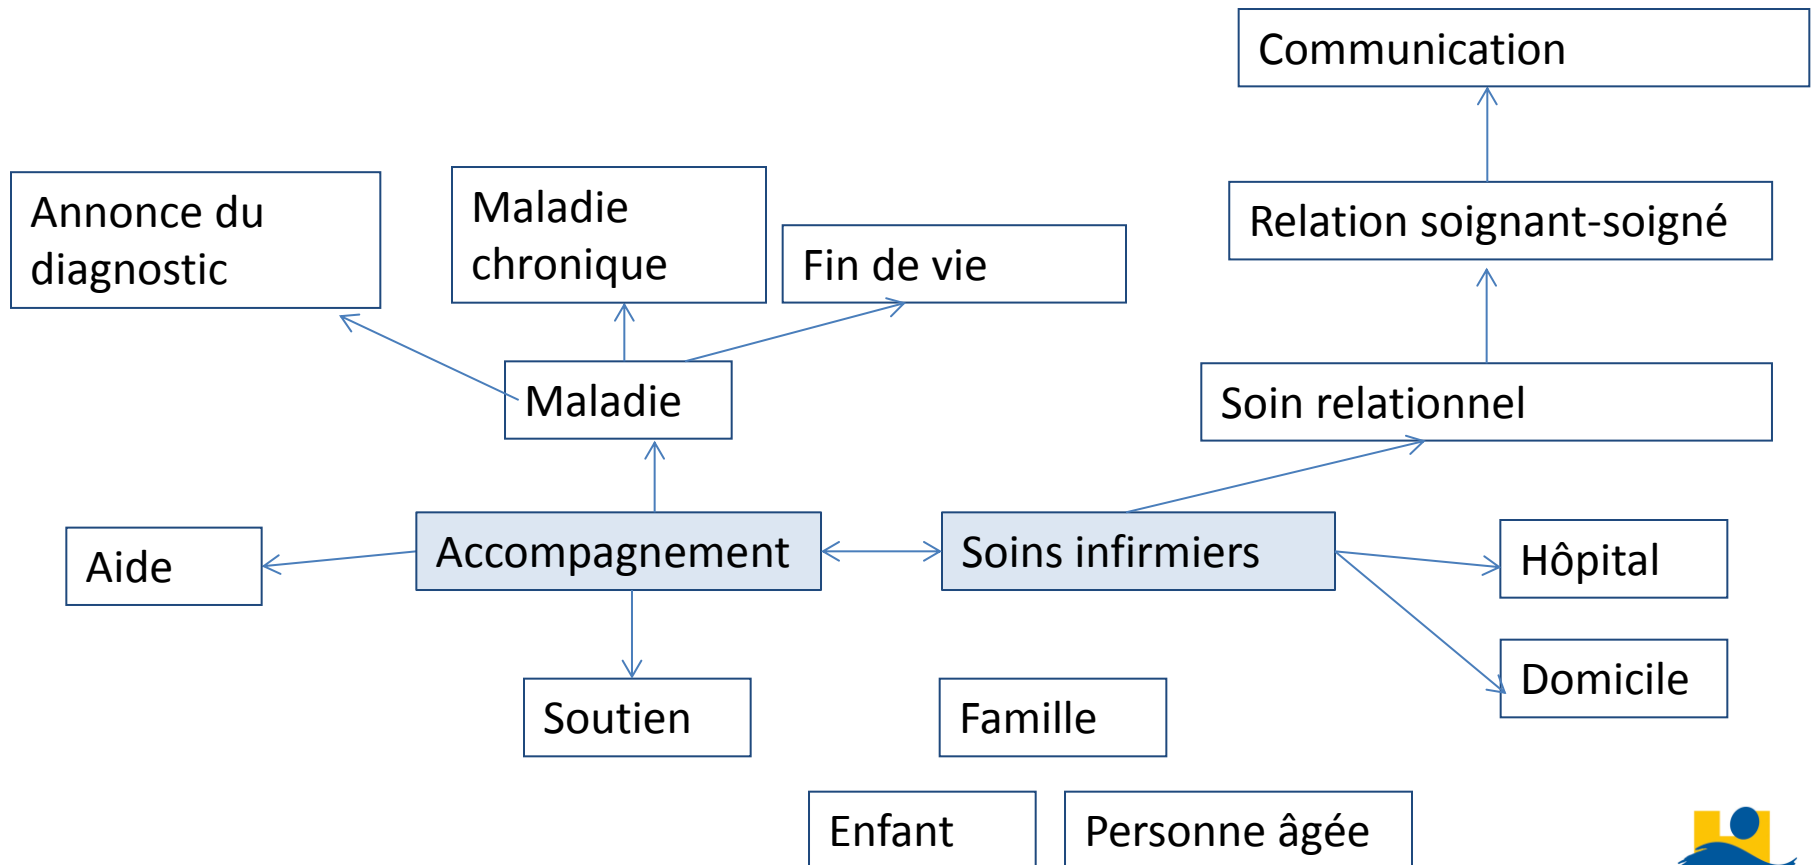 Communication
Annonce du
diagnostic
Maladie
chronique
Fin de vie
Relation soignant-soigné
Maladie
Soin relationnel
Aide
Accompagnement
Soins infirmiers
Hôpital
Domicile
Soutien
Famille
Enfant
Personne âgée